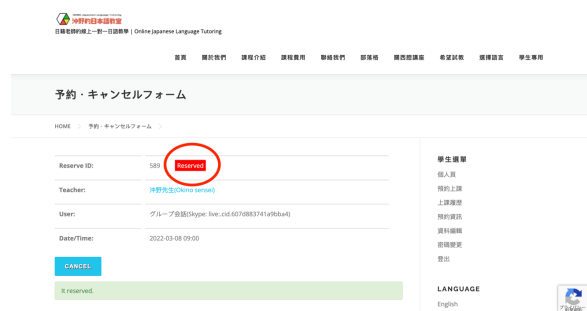 ONLINE Japanese Language Tutoring
沖野的日本語教室
日籍老師的線上一對一日語教學 | Online Japanese Language Tutoring
首頁 關於我們 課程介紹 課程費用 聯絡我們 部落格 關西腔講座 希望試教 選擇語言 學生專用
予約・キャンセルフォーム
HOME 予約・キャンセルフォーム
Reserve ID: 589 Reserved
Teacher: 沖野先生(Okino sensei)
User: グループ会話(Skype: live:.cid.607d883741a9bba4)
Date/Time: 2022-03-08 09:00
CANCEL
It reserved.
學生選單
個人頁
預約上課
上課履歷
預約資訊
資料編輯
密碼變更
登出
LANGUAGE
English